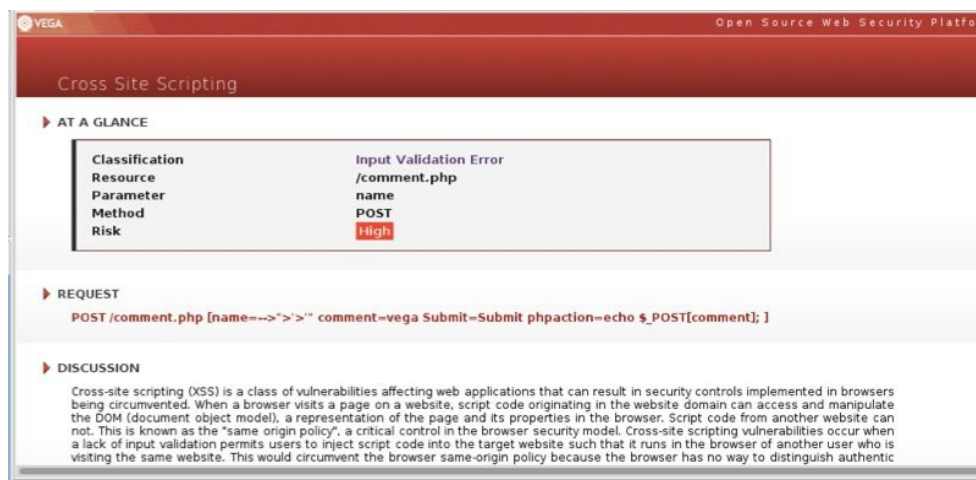 VEGA
Open Source Web Security Platfo
Cross Site Scripting
AT A GLANCE
Classification Input Validation Error
Resource /comment.php
Parameter name
Method POST
Risk High
REQUEST
POST /comment.php [name=-->">'>'" comment=vega Submit=Submit phpaction=echo $_POST[comment]; ]
DISCUSSION
Cross-site scripting (XSS) is a class of vulnerabilities affecting web applications that can result in security controls implemented in browsers
being circumvented. When a browser visits a page on a website, script code originating in the website domain can access and manipulate
the DOM (document object model), a representation of the page and its properties in the browser. Script code from another website can
not. This is known as the "same origin policy", a critical control in the browser security model. Cross-site scripting vulnerabilities occur when
a lack of input validation permits users to inject script code into the target website such that it runs in the browser of another user who is
visiting the same website. This would circumvent the browser same-origin policy because the browser has no way to distinguish authentic